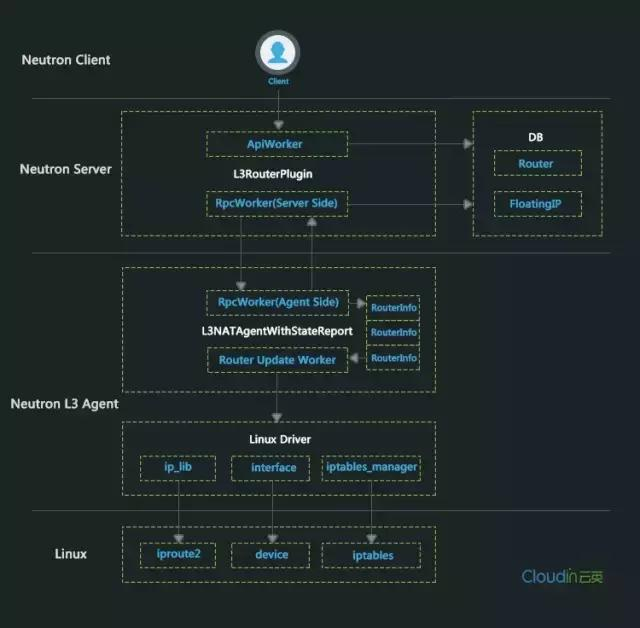 Neutron Client
Client
Neutron Server
ApiWorker
L3RouterPlugin
RpcWorker(Server Side)
DB
Router
FloatingIP
Neutron L3 Agent
RpcWorker(Agent Side)
L3NATAgentWithStateReport
Router Update Worker
RouterInfo
RouterInfo
RouterInfo
Linux Driver
ip_lib
interface
iptables_manager
Linux
iproute2
device
iptables
Cloudin云英